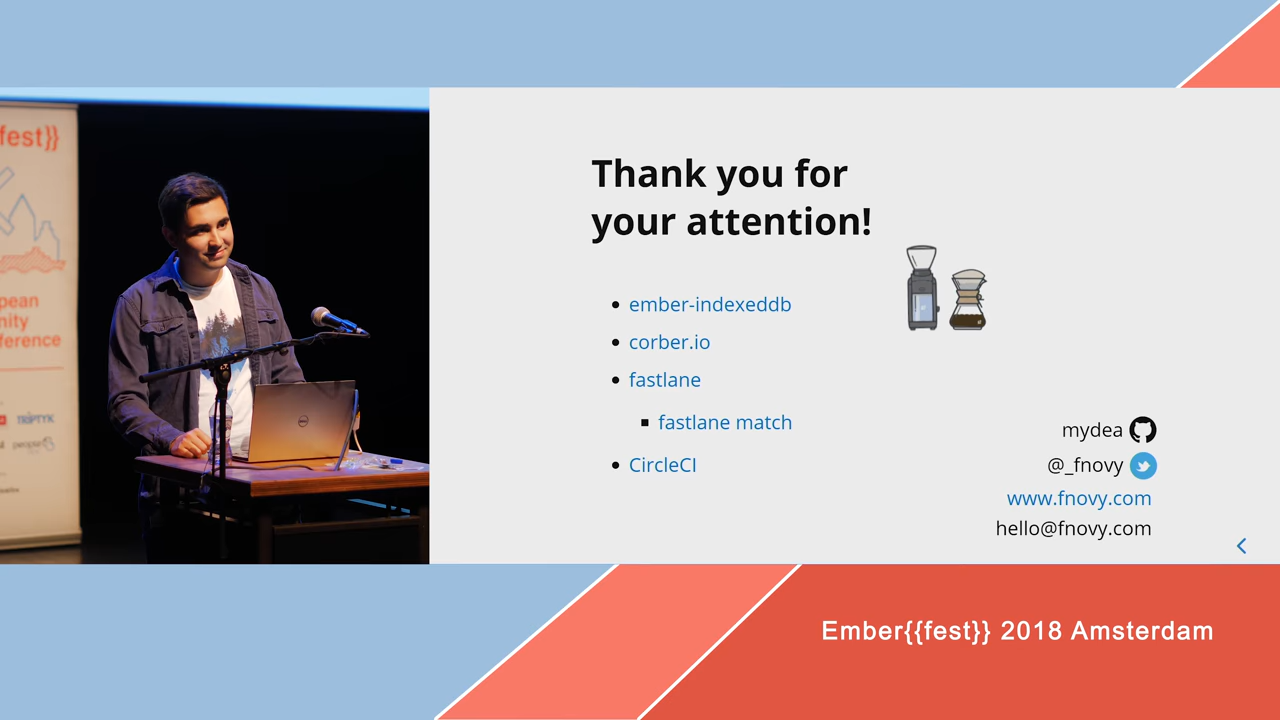 fest}}
pean
nity
ference
TRIPTYK
DELL
Thank you for
your attention!
ember-indexeddb
corber.io
fastlane
fastlane match
CircleCI
mydea
@_fnovy
www.fnovy.com
hello@fnovy.com
Ember{{fest}} 2018 Amsterdam